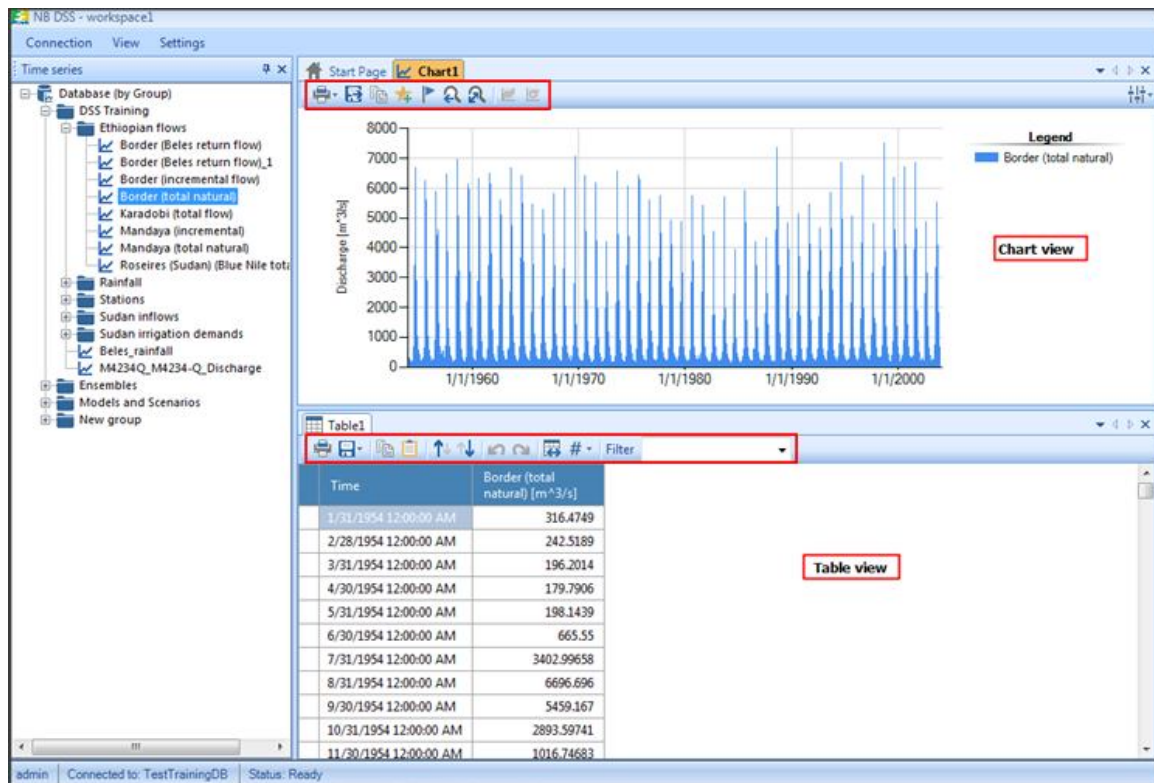 NB DSS - workspace1
Connection View Settings
Time series
Database (by Group)
DSS Training
Ethiopian flows
Border (Beles return flow)
Border (Beles return flow)_1
Border (incremental flow)
Border (total natural)
Karadobi (total flow)
Mandaya (incremental)
Mandaya (total natural)
Roseires (Sudan) (Blue Nile tota
Rainfall
Stations
Sudan inflows
Sudan irrigation demands
Beles_rainfall
M4234Q_M4234-Q_Discharge
Ensembles
Models and Scenarios
New group
Start Page Chart1
8000
7000
6000
5000
4000
3000
2000
1000
0
Discharge [m^3/s]
1/1/1960 1/1/1970 1/1/1980 1/1/1990 1/1/2000
Legend
Border (total natural)
Chart view
Table1
# Filter
Time Border (total
natural) [m^3/s]
1/31/1954 12:00:00 AM 316.4749
2/28/1954 12:00:00 AM 242.5189
3/31/1954 12:00:00 AM 196.2014
4/30/1954 12:00:00 AM 179.7906
5/31/1954 12:00:00 AM 198.1439
6/30/1954 12:00:00 AM 665.55
7/31/1954 12:00:00 AM 3402.99658
8/31/1954 12:00:00 AM 6696.696
9/30/1954 12:00:00 AM 5459.167
10/31/1954 12:00:00 AM 2893.59741
11/30/1954 12:00:00 AM 1016.74683
Table view
admin Connected to: TestTrainingDB Status: Ready